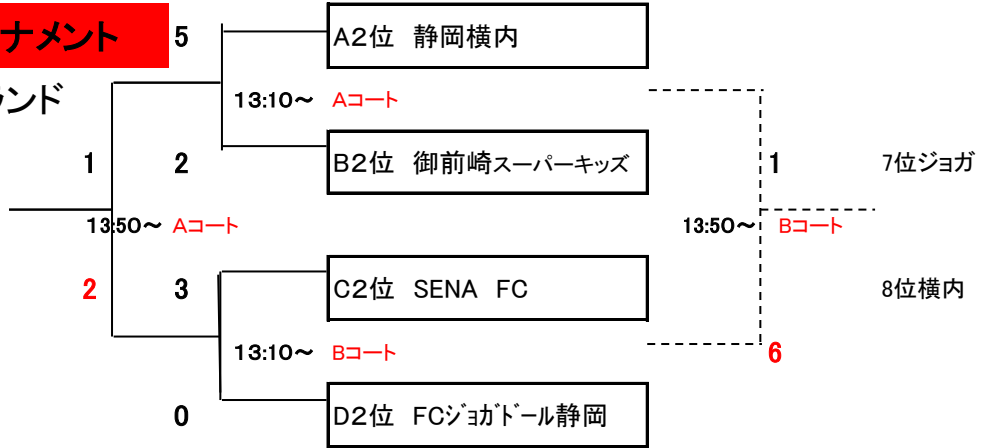 ナメント
5
A2位 静岡横内
ランド
13:10～ Aコート
1
2
B2位 御前崎スーパーキッズ
1
7位ジョガ
13:50～ Aコート
13:50～ Bコート
2
3
C2位 SENA FC
8位横内
13:10～ Bコート
6
0
D2位 FCｼﾞｮｶﾞﾄﾞｰﾙ静岡